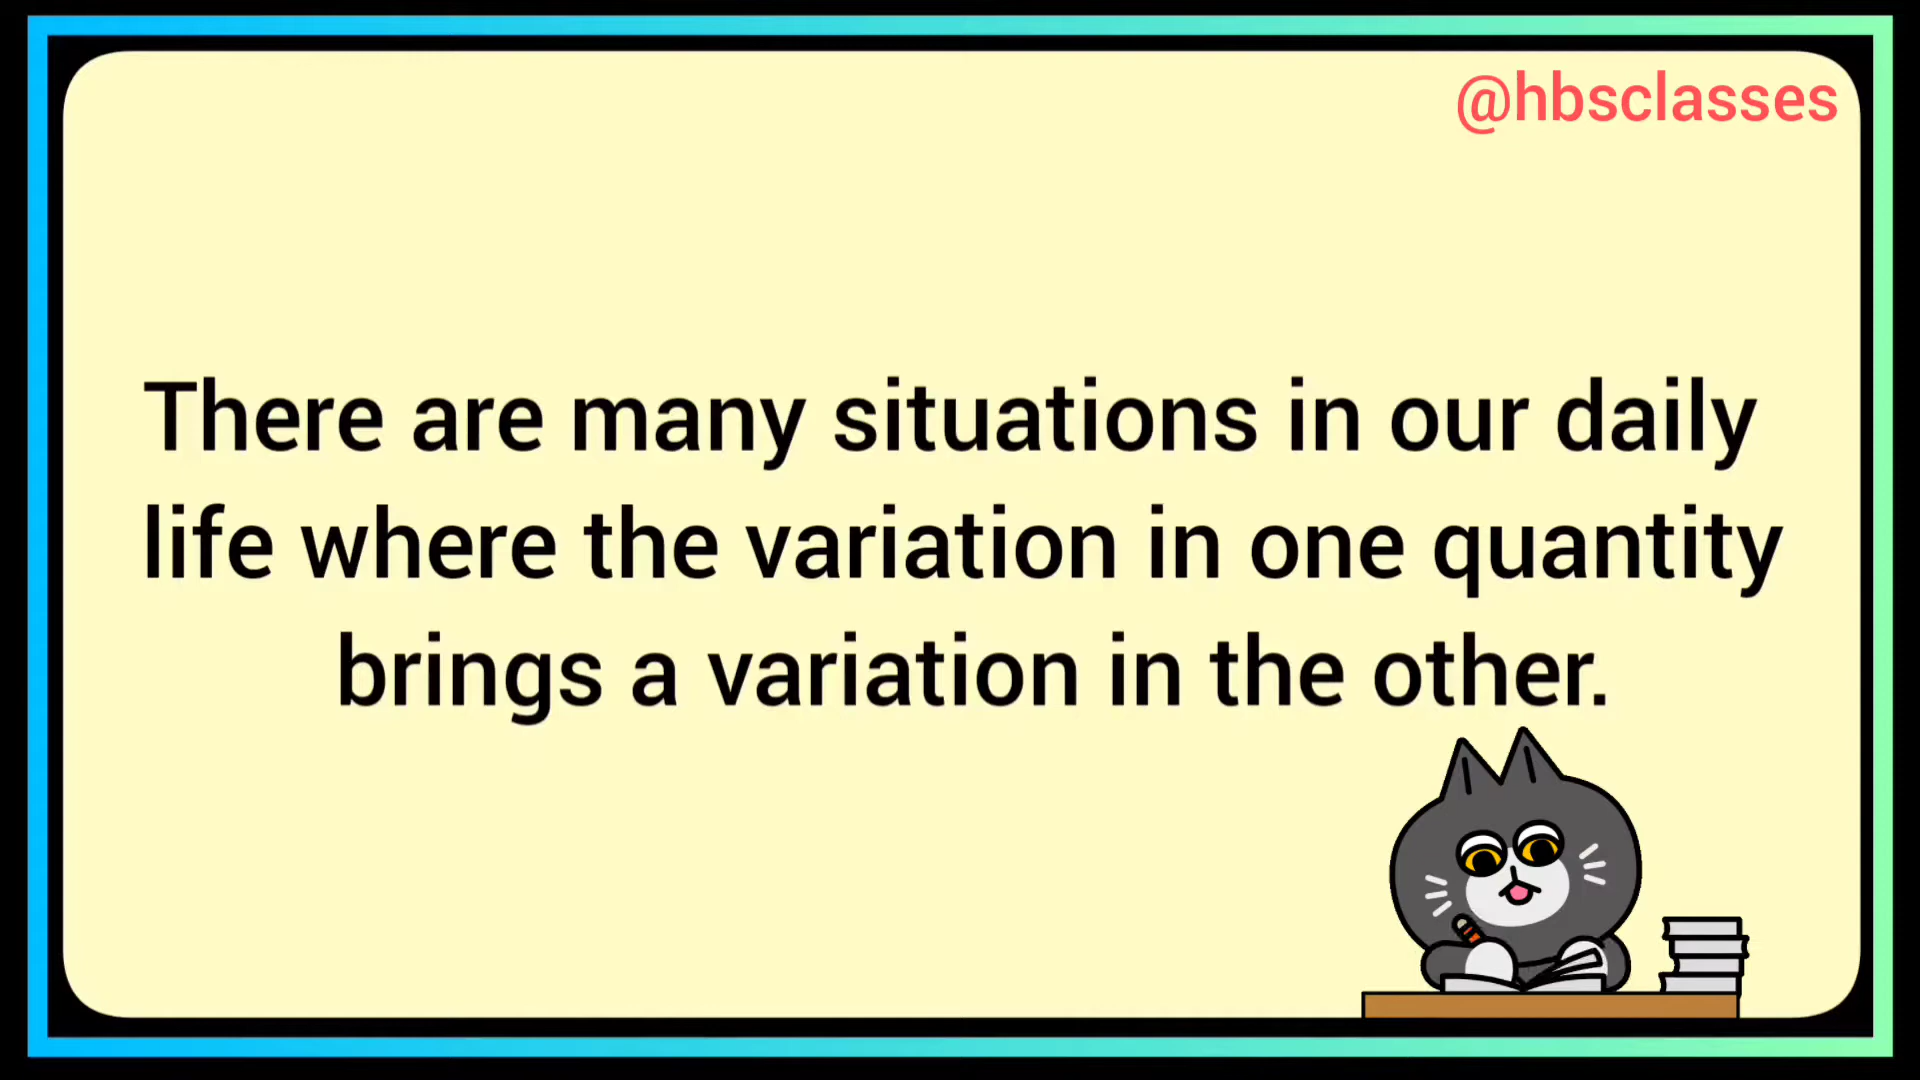 @hbsclasses
There are many situations in our daily
life where the variation in one quantity
brings a variation in the other.